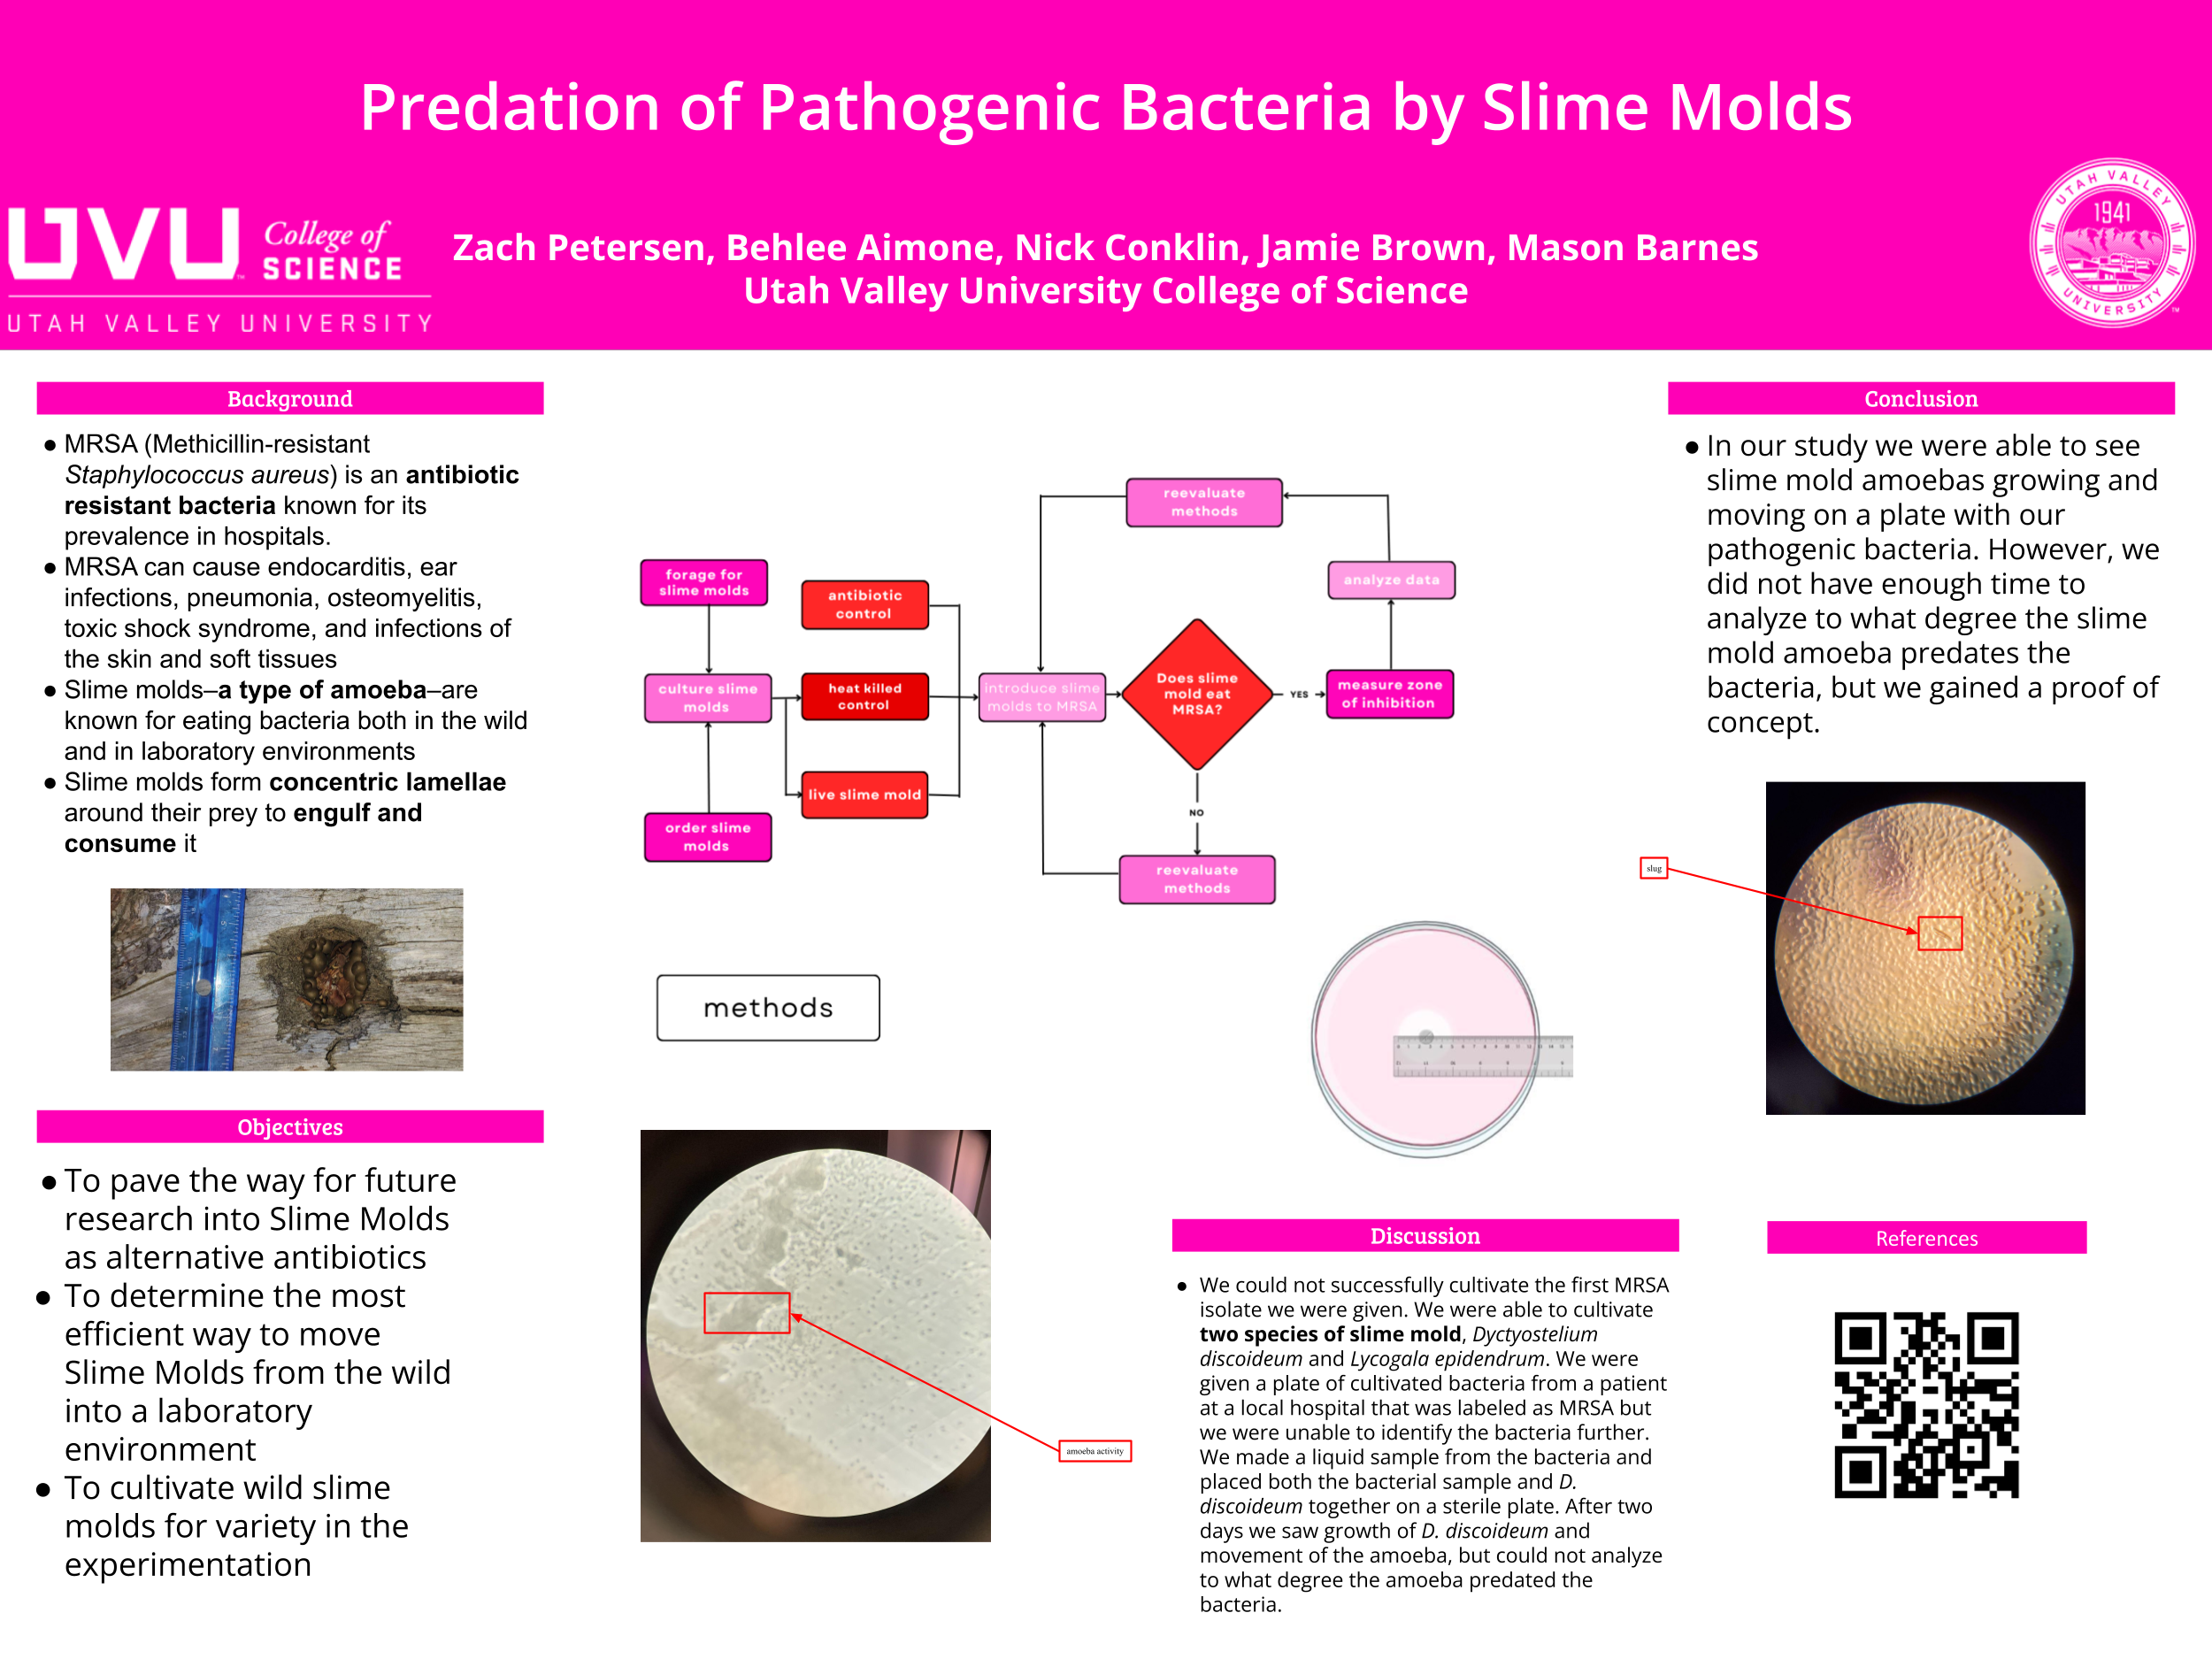 Predation of Pathogenic Bacteria by Slime Molds
UVU College of
SCIENCE
UTAH VALLEY UNIVERSITY
Zach Petersen, Behlee Aimone, Nick Conklin, Jamie Brown, Mason Barnes
Utah Valley University College of Science
UTAH VALLEY
1941
UNIVERSITY
Background
● MRSA (Methicillin-resistant
Staphylococcus aureus) is an antibiotic
resistant bacteria known for its
prevalence in hospitals.
● MRSA can cause endocarditis, ear
infections, pneumonia, osteomyelitis,
toxic shock syndrome, and infections of
the skin and soft tissues
● Slime molds–a type of amoeba–are
known for eating bacteria both in the wild
and in laboratory environments
● Slime molds form concentric lamellae
around their prey to engulf and
consume it
Objectives
● To pave the way for future
research into Slime Molds
as alternative antibiotics
● To determine the most
efficient way to move
Slime Molds from the wild
into a laboratory
environment
● To cultivate wild slime
molds for variety in the
experimentation
forage for
slime molds
culture slime
molds
order slime
molds
antibiotic
control
heat killed
control
live slime mold
introduce slime
molds to MRSA
reevaluate
methods
Does slime
mold eat
MRSA?
YES
NO
measure zone
of inhibition
analyze data
reevaluate
methods
methods
amoeba activity
Discussion
● We could not successfully cultivate the first MRSA
isolate we were given. We were able to cultivate
two species of slime mold, Dyctyostelium
discoideum and Lycogala epidendrum. We were
given a plate of cultivated bacteria from a patient
at a local hospital that was labeled as MRSA but
we were unable to identify the bacteria further.
We made a liquid sample from the bacteria and
placed both the bacterial sample and D.
discoideum together on a sterile plate. After two
days we saw growth of D. discoideum and
movement of the amoeba, but could not analyze
to what degree the amoeba predated the
bacteria.
Conclusion
● In our study we were able to see
slime mold amoebas growing and
moving on a plate with our
pathogenic bacteria. However, we
did not have enough time to
analyze to what degree the slime
mold amoeba predates the
bacteria, but we gained a proof of
concept.
slug
References